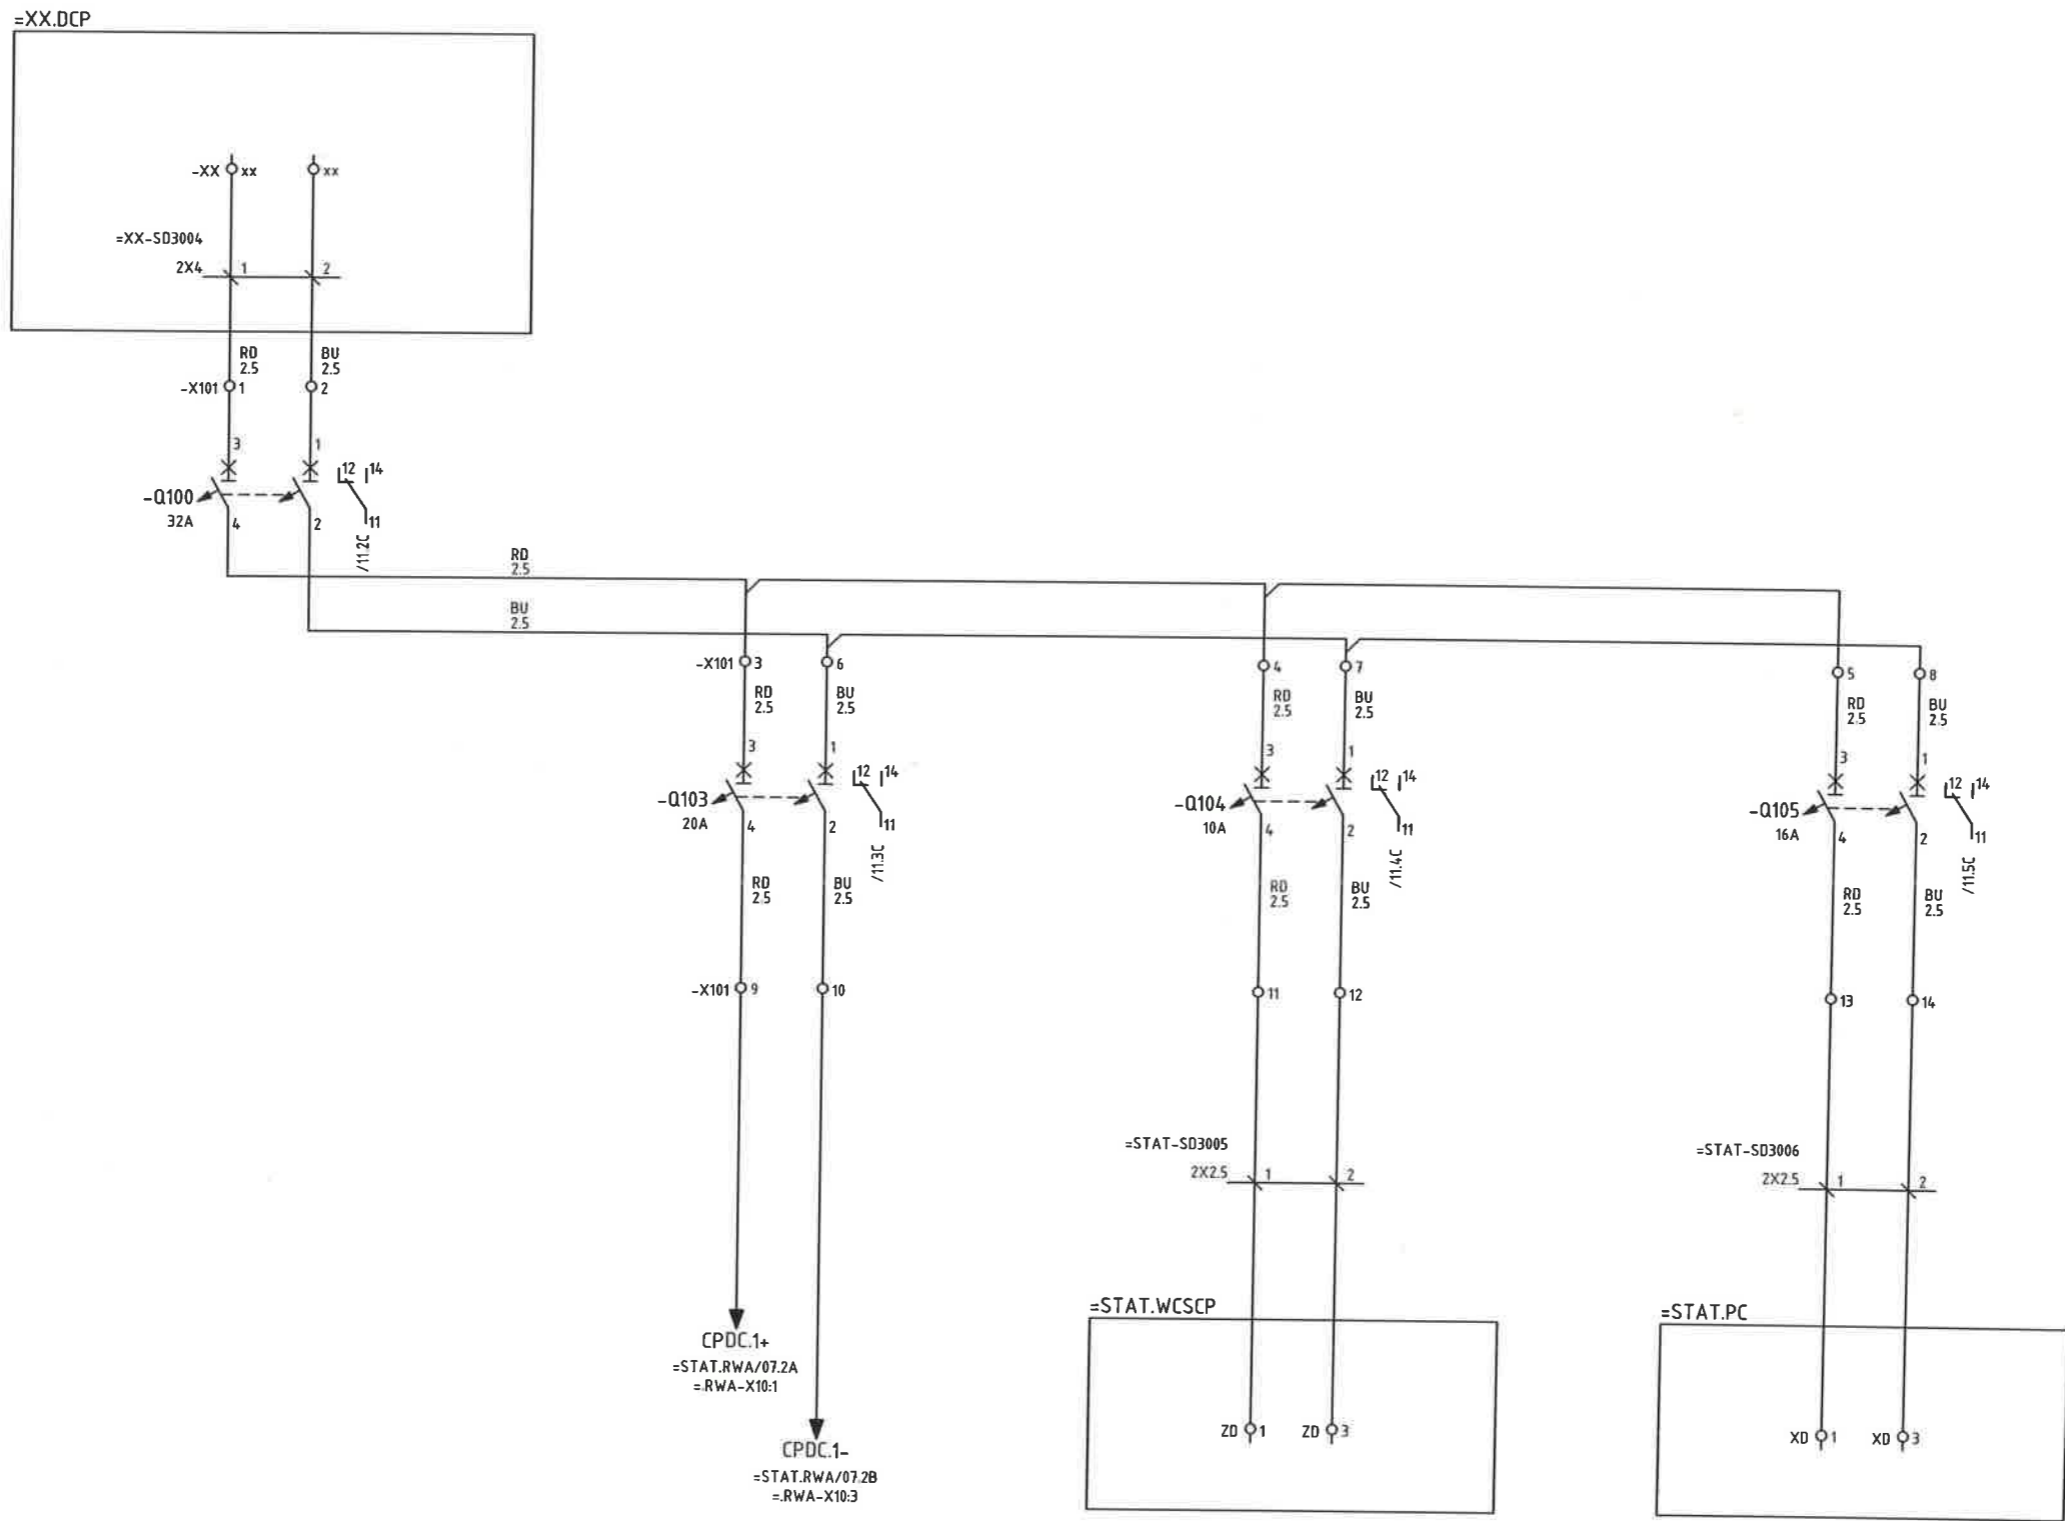 =XX.DCP
-XX xx xx
=XX-SD3004
2X4 1 2
RD BU
2.5 2.5
-X101 1 2
3 1
12 14
-Q100
32A 4 2 11
/11.2C
RD
2.5
BU
2.5
-X101 3 6 4 7 5 8
RD BU RD BU RD BU
2.5 2.5 2.5 2.5 2.5 2.5
3 1 3 1 3 1
12 14 12 14 12 14
-Q103 -Q104 -Q105
20A 4 2 11 10A 4 2 11 16A 4 2 11
/11.3C /11.4C /11.5C
RD BU RD BU RD BU
2.5 2.5 2.5 2.5 2.5 2.5
-X101 9 10 11 12 13 14
=STAT-SD3005 =STAT-SD3006
2X2.5 1 2 2X2.5 1 2
=STAT.WCSCP =STAT.PC
CPDC.1+
=STAT.RWA/07.2A
=.RWA-X10:1
ZD 1 ZD 3 XD 1 XD 3
CPDC.1-
=STAT.RWA/07.2B
=.RWA-X10:3